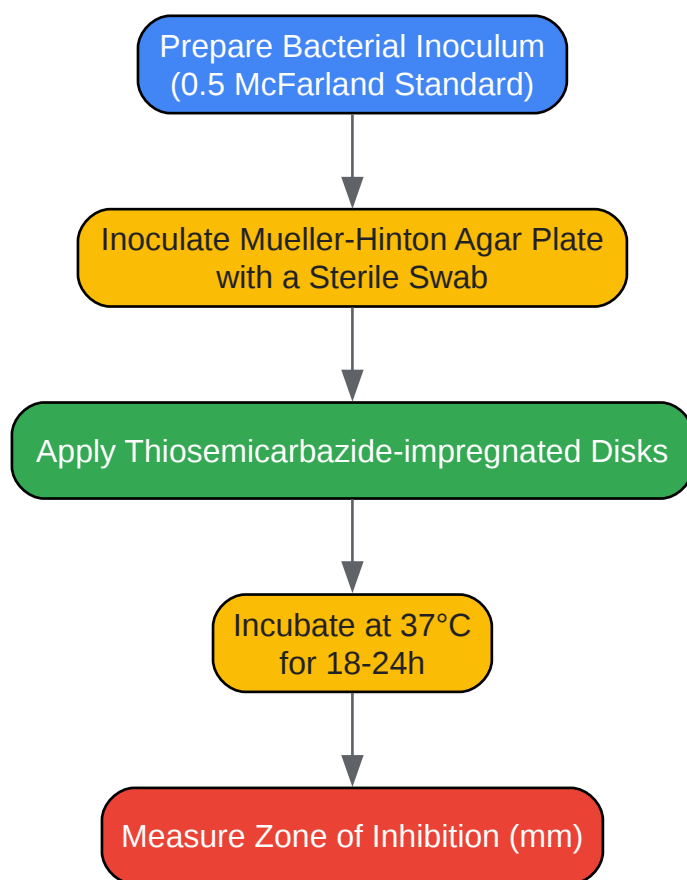 Prepare Bacterial Inoculum
(0.5 McFarland Standard)
Inoculate Mueller-Hinton Agar Plate
with a Sterile Swab
Apply Thiosemicarbazide-impregnated Disks
Incubate at 37°C
for 18-24h
Measure Zone of Inhibition (mm)